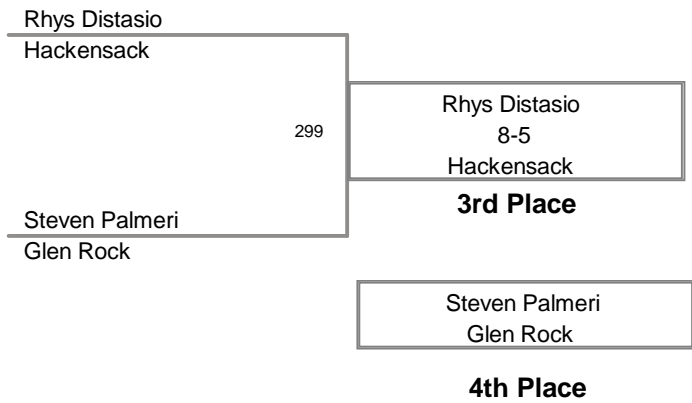 Rhys Distasio
Hackensack
299
Rhys Distasio
8-5
Hackensack
3rd Place
Steven Palmeri
Glen Rock
Steven Palmeri
Glen Rock
4th Place